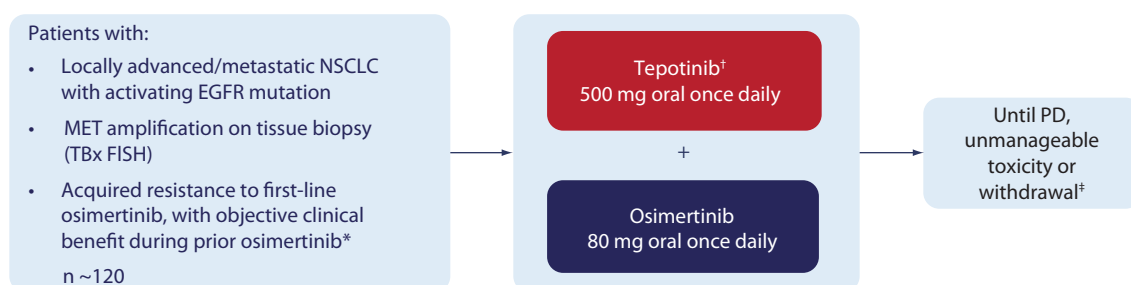 Patients with:
• Locally advanced/metastatic NSCLC
with activating EGFR mutation
• MET amplification on tissue biopsy
(TBx FISH)
• Acquired resistance to first-line
osimertinib, with objective clinical
benefit during prior osimertinib*
n ~120
Tepotinib†
500 mg oral once daily
+
Osimertinib
80 mg oral once daily
Until PD,
unmanageable
toxicity or
withdrawal‡